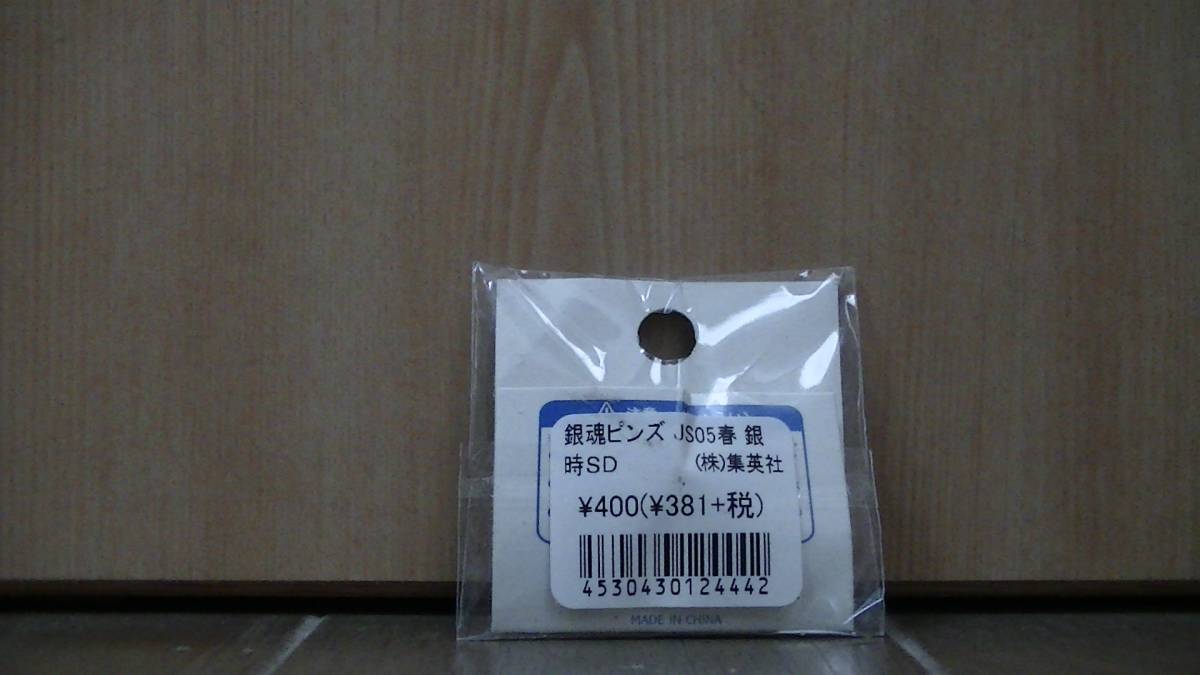 銀魂ピンズ JS05春 銀
時SD (株)集英社
¥400(¥381+税)
4530430124442
MADE IN CHINA